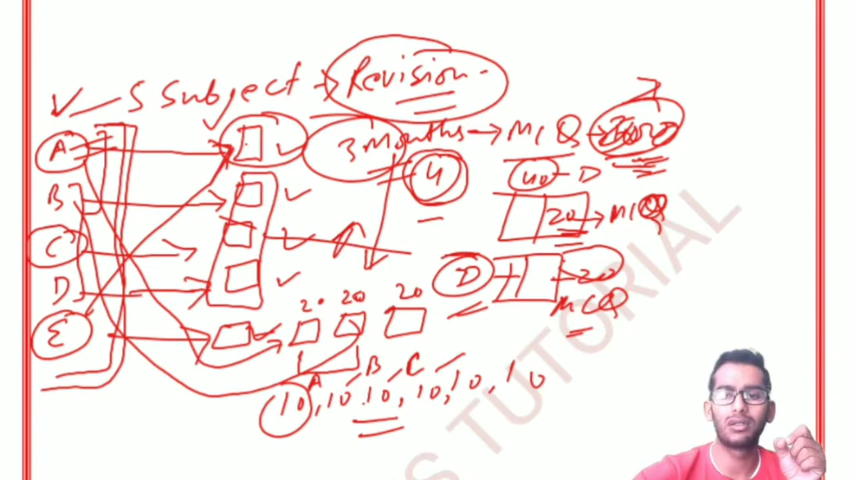 5 Subject → Revision
A 3 Months → MCQ
B 4 40 - D
C 20 → MCQ
D D 20
MCQ
E 20 20 20
A B C
10, 10, 10, 10, 10, 10
S TUTORIAL